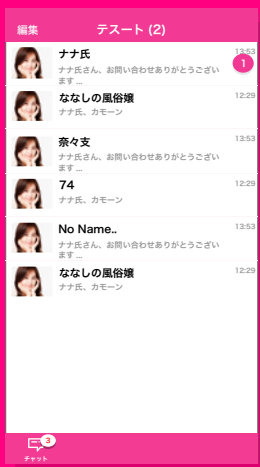 編集
テスート (2)
ナナ氏
13:53
ナナ氏さん、お問い合わせありがとうござい
ます ...
1
ななしの風俗嬢
12:29
ナナ氏、カモーン
奈々支
13:53
ナナ氏さん、お問い合わせありがとうござい
ます ...
74
12:29
ナナ氏、カモーン
No Name..
13:53
ナナ氏さん、お問い合わせありがとうござい
ます ...
ななしの風俗嬢
12:29
ナナ氏、カモーン
3
チャット